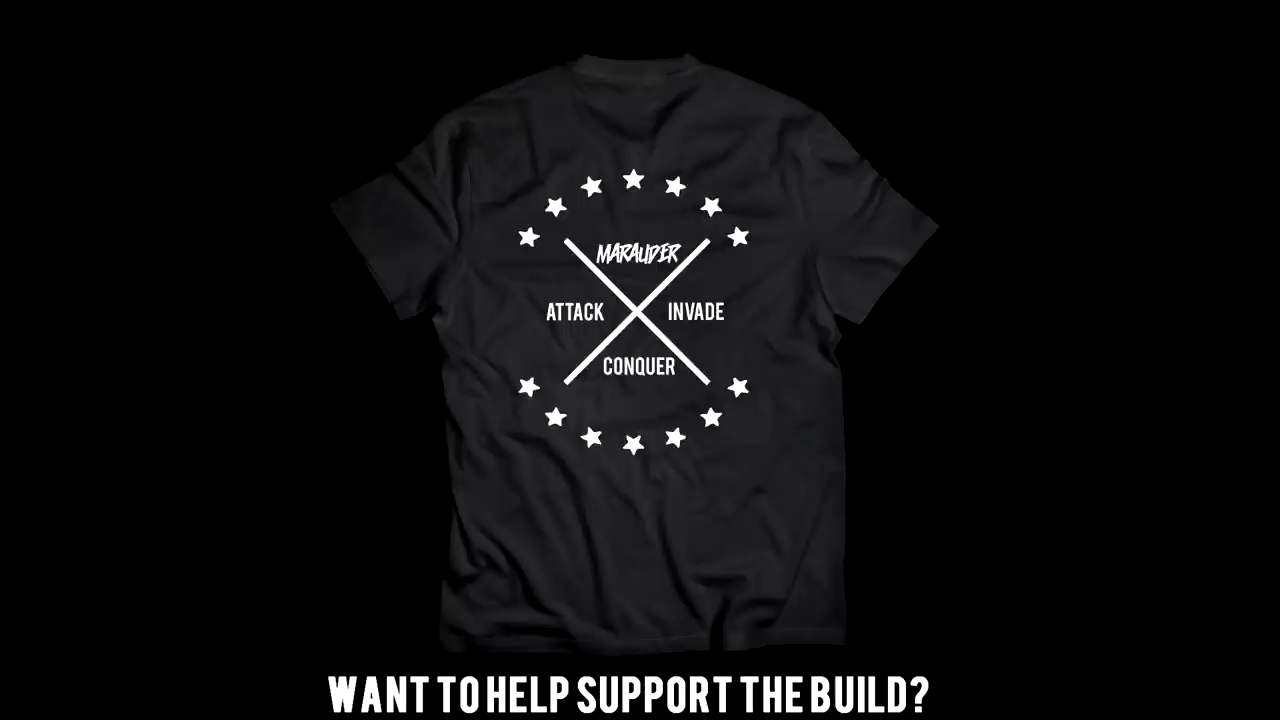 MARAUDER
ATTACK INVADE
CONQUER
WANT TO HELP SUPPORT THE BUILD?